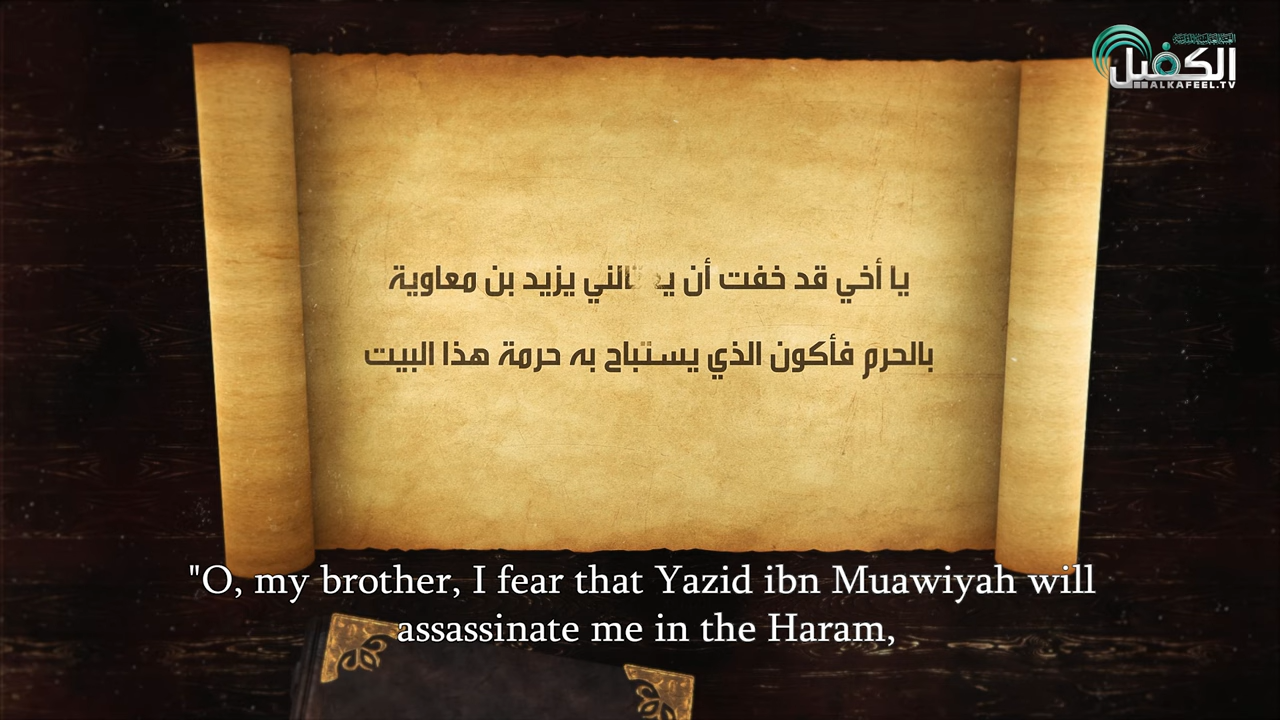 الكفيل
ALKAFEEL.TV
يا أخي قد خفت أن يزيد بن معاوية
بالحرم فأكون الذي يستباح به حرمة هذا البيت
"O, my brother, I fear that Yazid ibn Muawiyah will
assassinate me in the Haram,